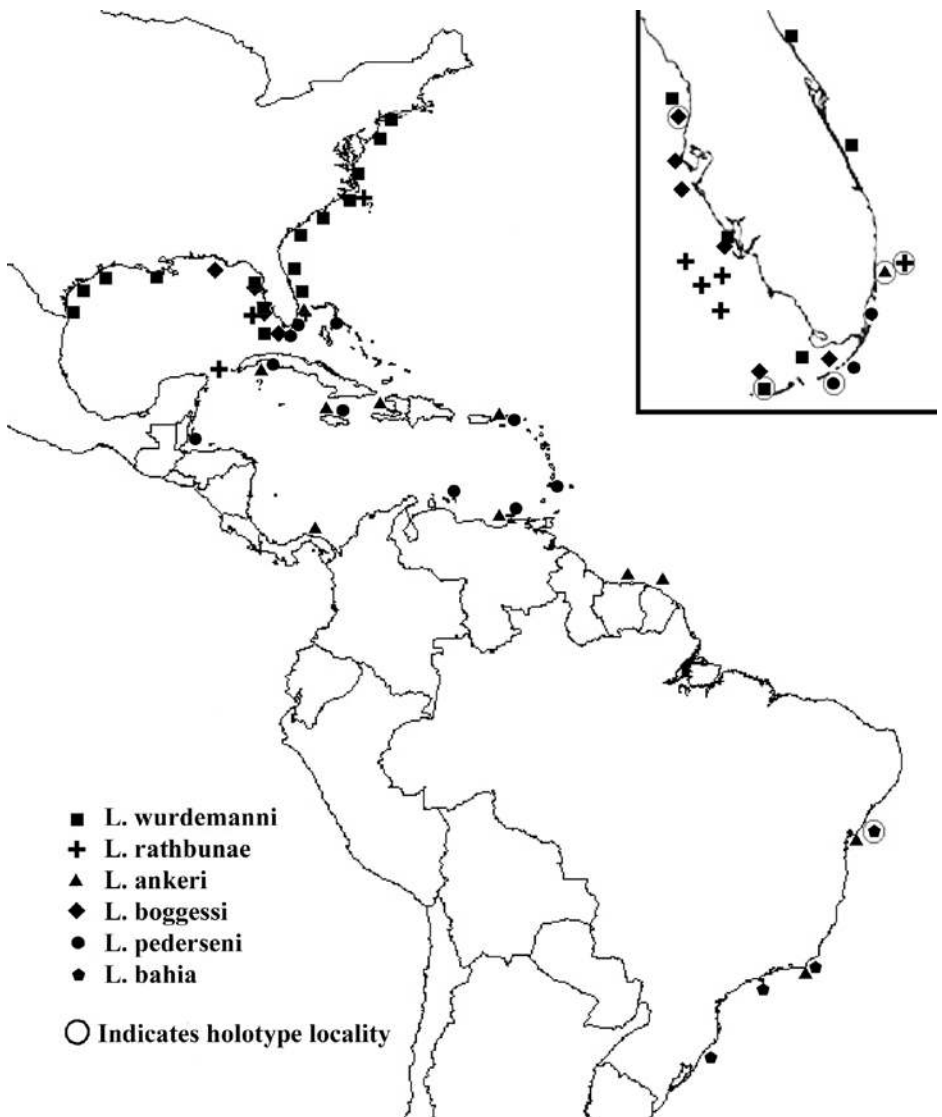 ?
?
L. wurdemanni
L. rathbunae
L. ankeri
L. boggessi
L. pederseni
L. bahia
Indicates holotype locality